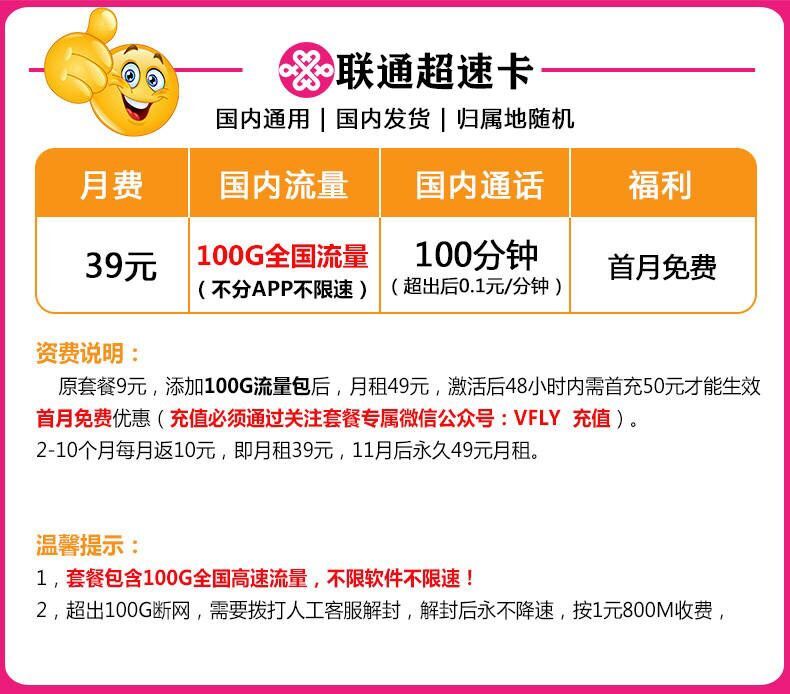 联通超速卡
国内通用 | 国内发货 | 归属地随机
月费 国内流量 国内通话 福利
39元 100G全国流量 100分钟 首月免费
（不分APP不限速） （超出后0.1元/分钟）
资费说明：
原套餐9元，添加100G流量包后，月租49元，激活后48小时内需首充50元才能生效
首月免费优惠（充值必须通过关注套餐专属微信公众号：VFLY 充值）。
2-10个月每月返10元，即月租39元，11月后永久49元月租。
温馨提示：
1，套餐包含100G全国高速流量，不限软件不限速！
2，超出100G断网，需要拨打人工客服解封，解封后永不降速，按1元800M收费，